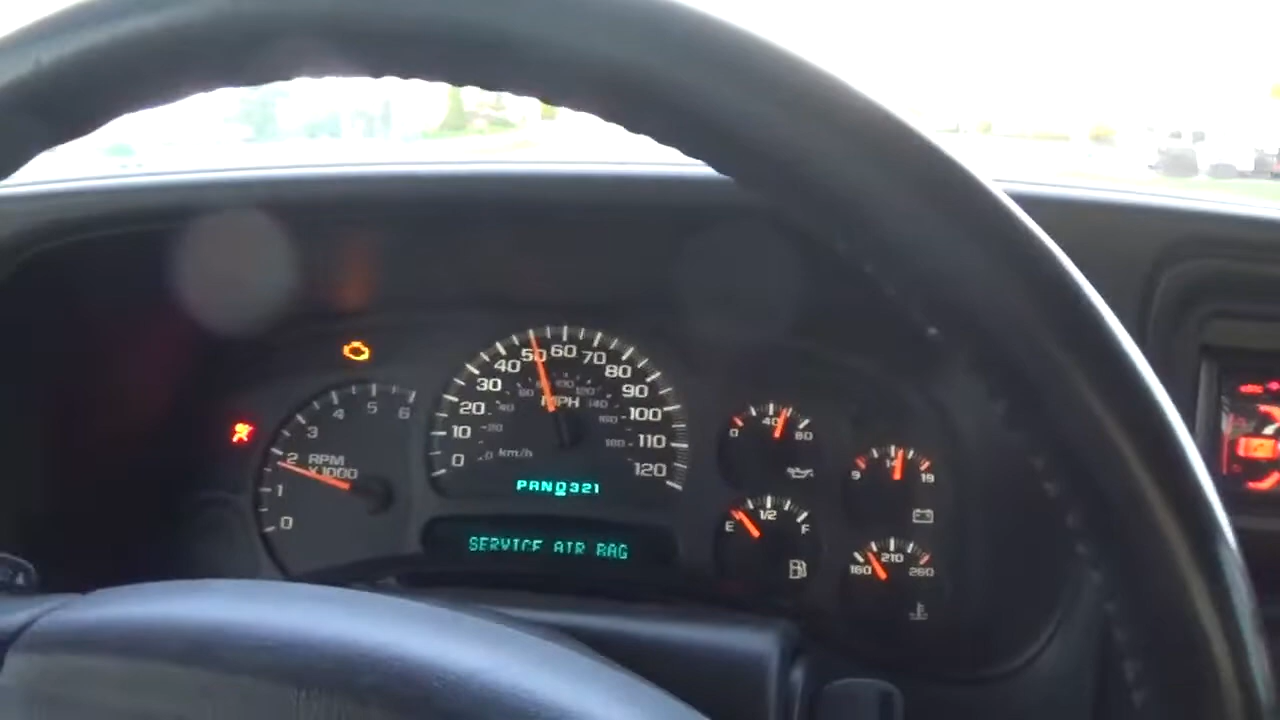 0 1 2 3 4 5 6
RPM
X1000
0 10 20 30 40 50 60 70 80 90 100 110 120
MPH
km/h
PRND321
SERVICE AIR BAG
0 40 80
9 14 19
E 1/2 F
160 210 260